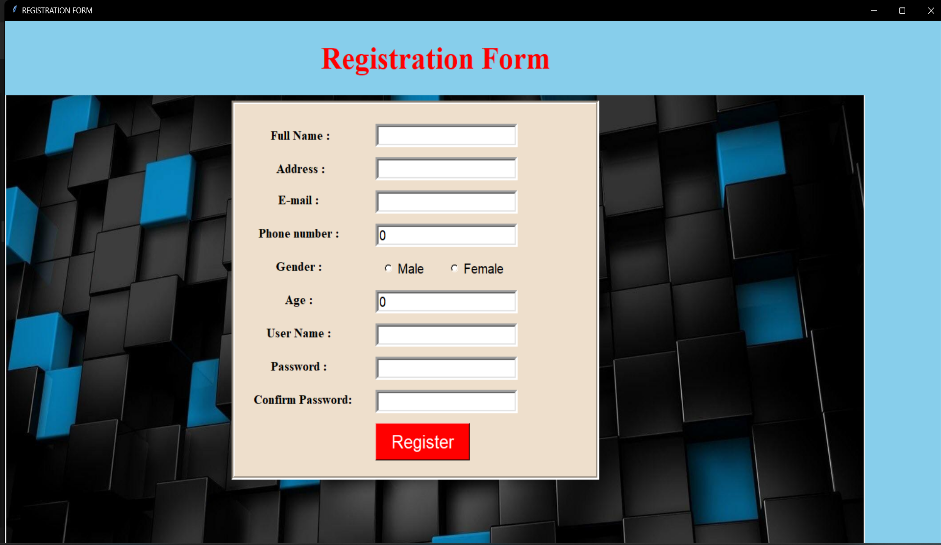 REGISTRATION FORM
Registration Form
Full Name :
Address :
E-mail :
Phone number : 0
Gender : Male Female
Age : 0
User Name :
Password :
Confirm Password:
Register